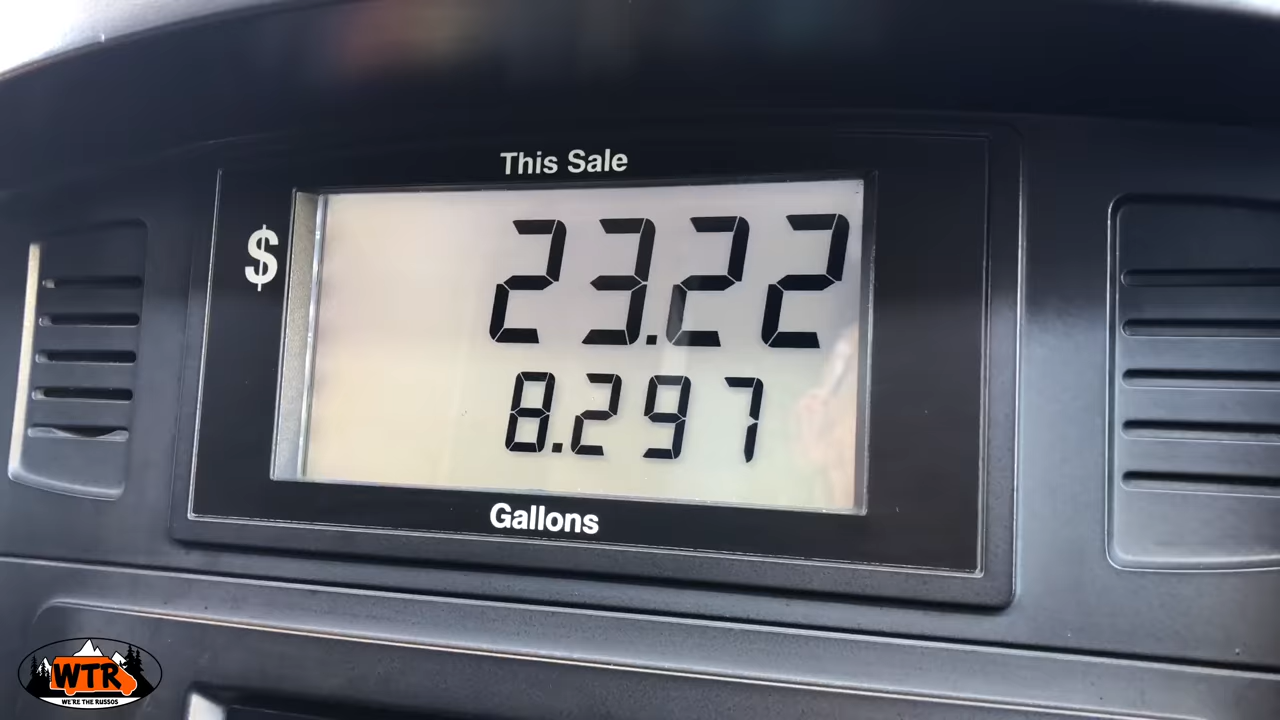 This Sale
$ 23.22
8.297
Gallons
WTR
WE'RE THE RUSSOS